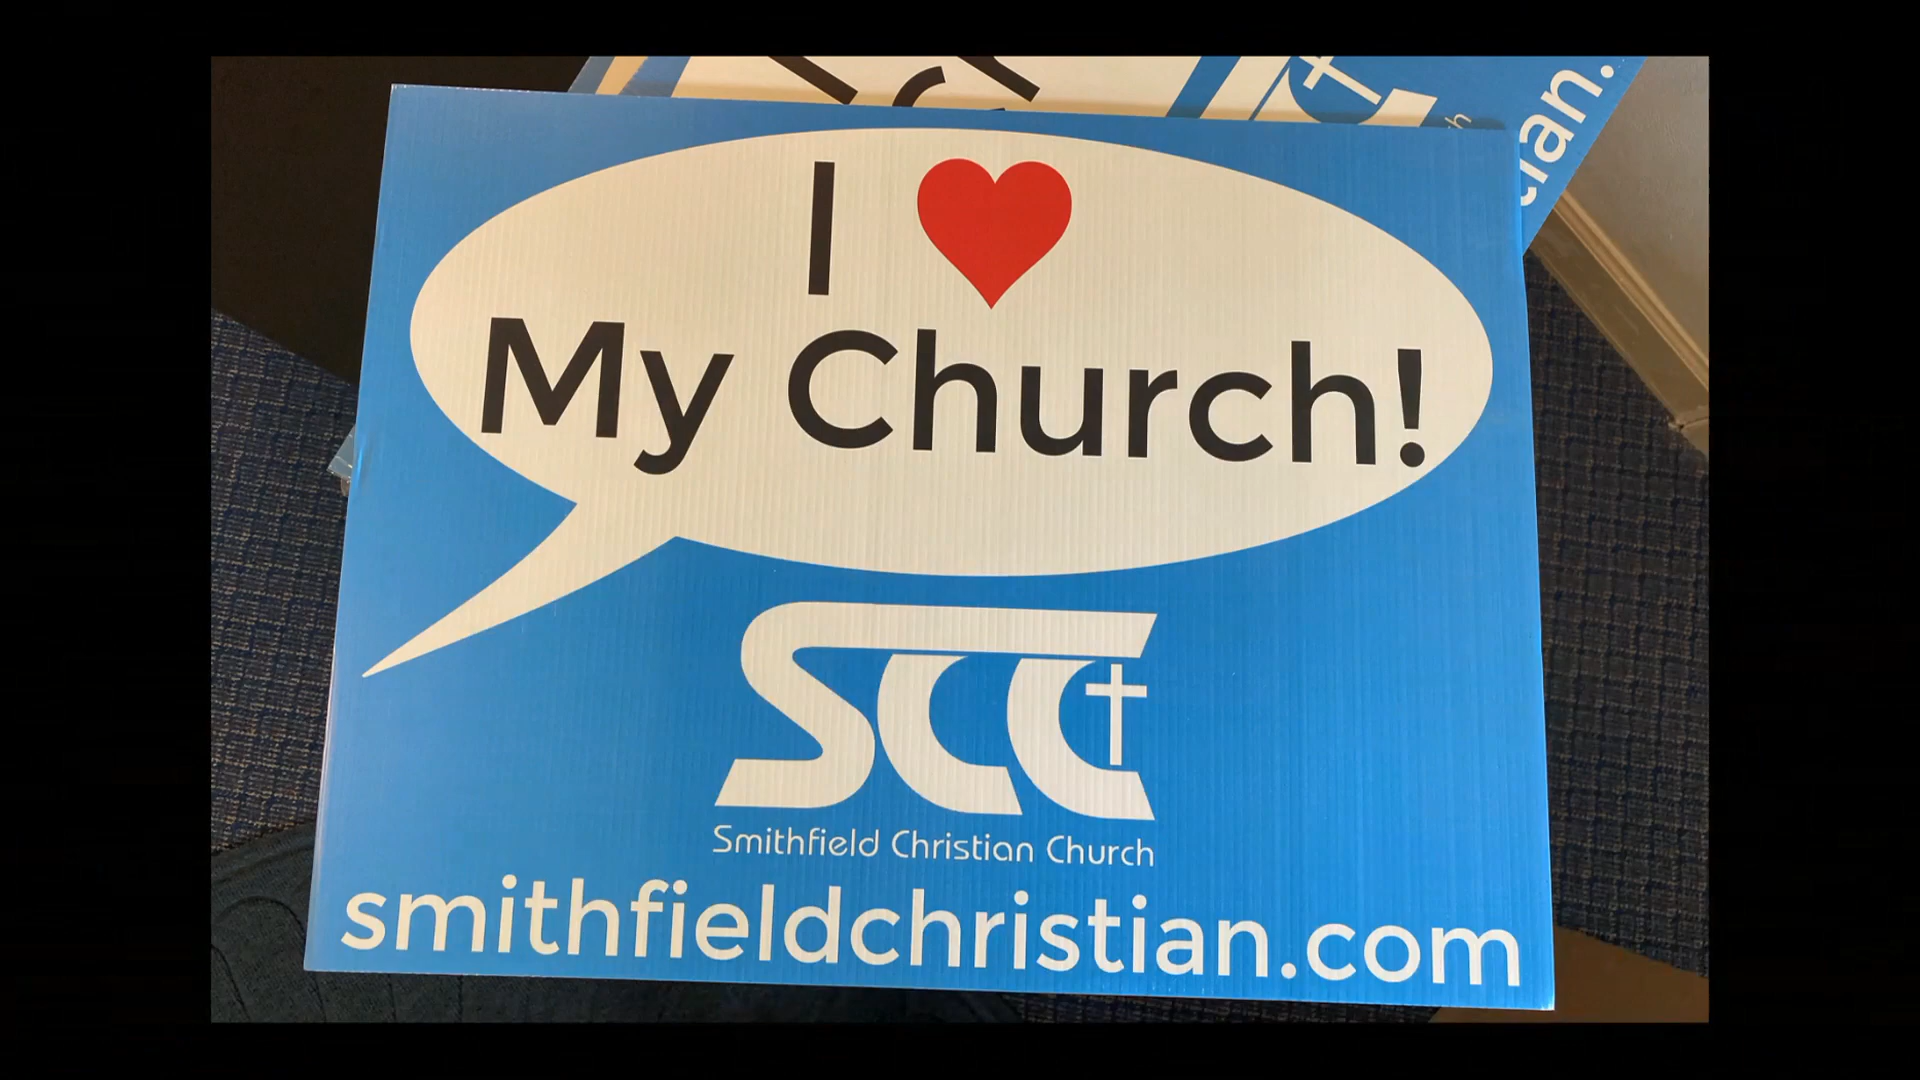 I ❤
My Church!
SCC
Smithfield Christian Church
smithfieldchristian.com